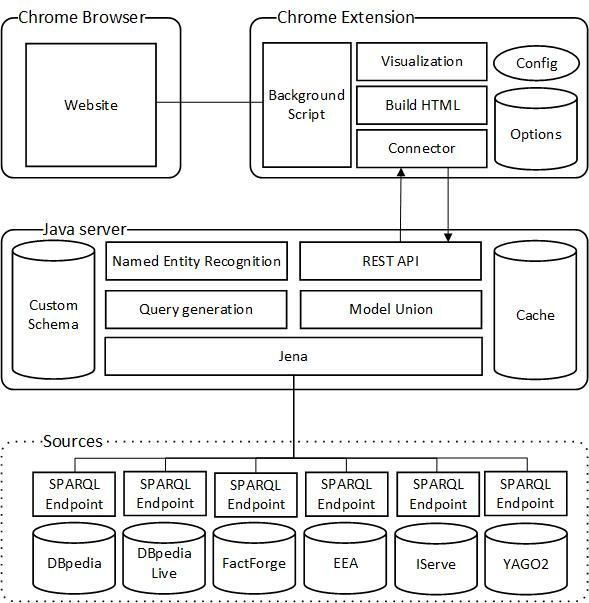 Chrome Browser
Chrome Extension
Website
Background
Script
Visualization
Build HTML
Connector
Config
Options
Java server
Custom
Schema
Named Entity Recognition
REST API
Query generation
Model Union
Jena
Cache
Sources
SPARQL
Endpoint
SPARQL
Endpoint
SPARQL
Endpoint
SPARQL
Endpoint
SPARQL
Endpoint
SPARQL
Endpoint
DBpedia
DBpedia
Live
FactForge
EEA
IServe
YAGO2